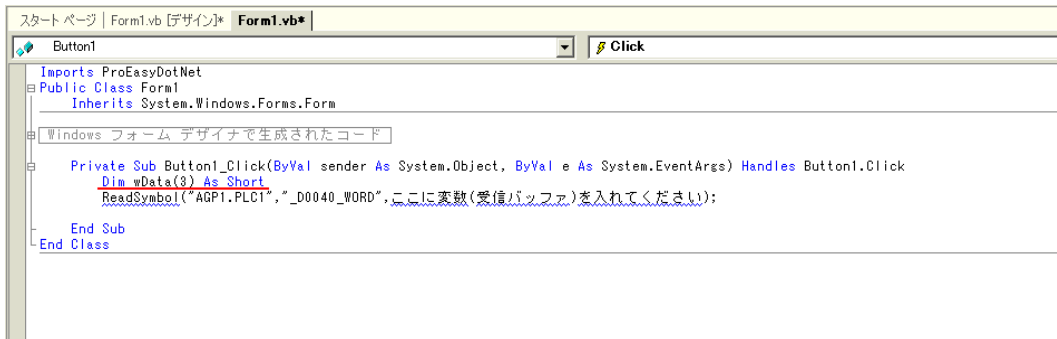 スタート ページ Form1.vb [デザイン]* Form1.vb*
Button1 Click
Imports ProEasyDotNet
Public Class Form1
Inherits System.Windows.Forms.Form
Windows フォーム デザイナで生成されたコード
Private Sub Button1_Click(ByVal sender As System.Object, ByVal e As System.EventArgs) Handles Button1.Click
Dim wData(3) As Short
ReadSymbol("AGP1.PLC1","_D0040_WORD",ここに変数(受信バッファ)を入れてください);
End Sub
End Class